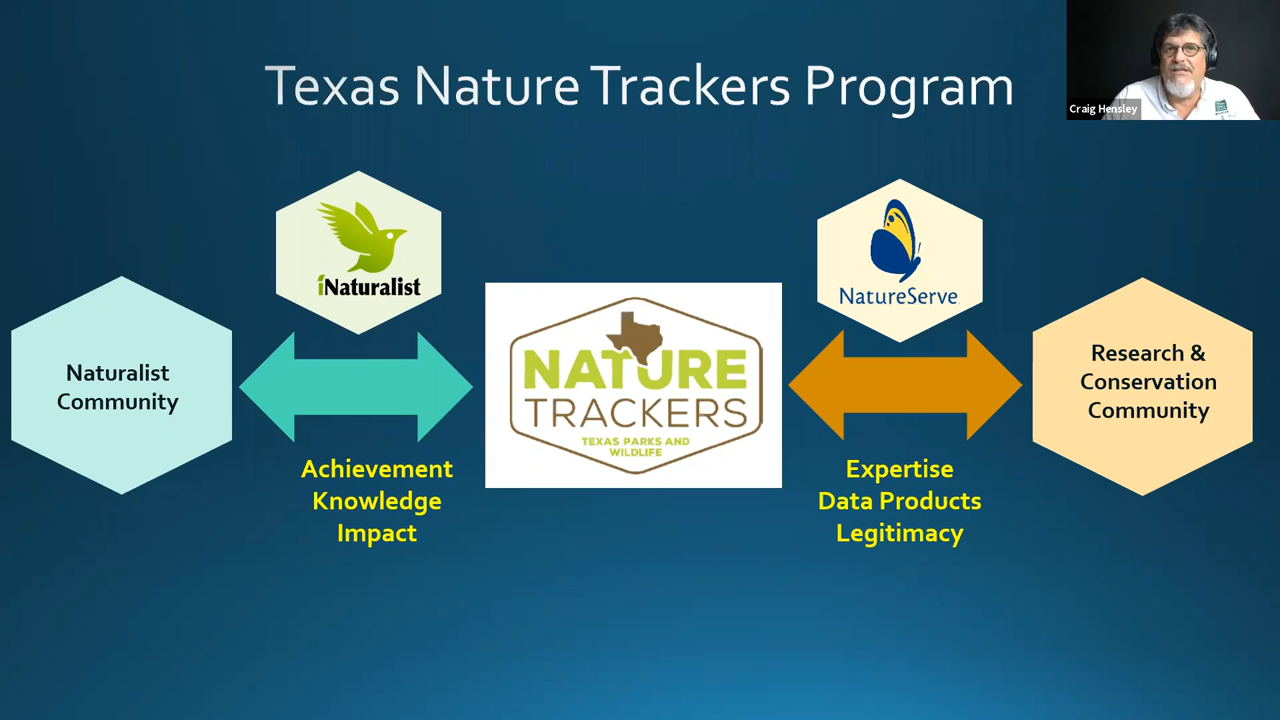 Texas Nature Trackers Program
Craig Hensley
iNaturalist
NatureServe
Naturalist
Community
NATURE
TRACKERS
TEXAS PARKS AND
WILDLIFE
Research &
Conservation
Community
Achievement
Knowledge
Impact
Expertise
Data Products
Legitimacy